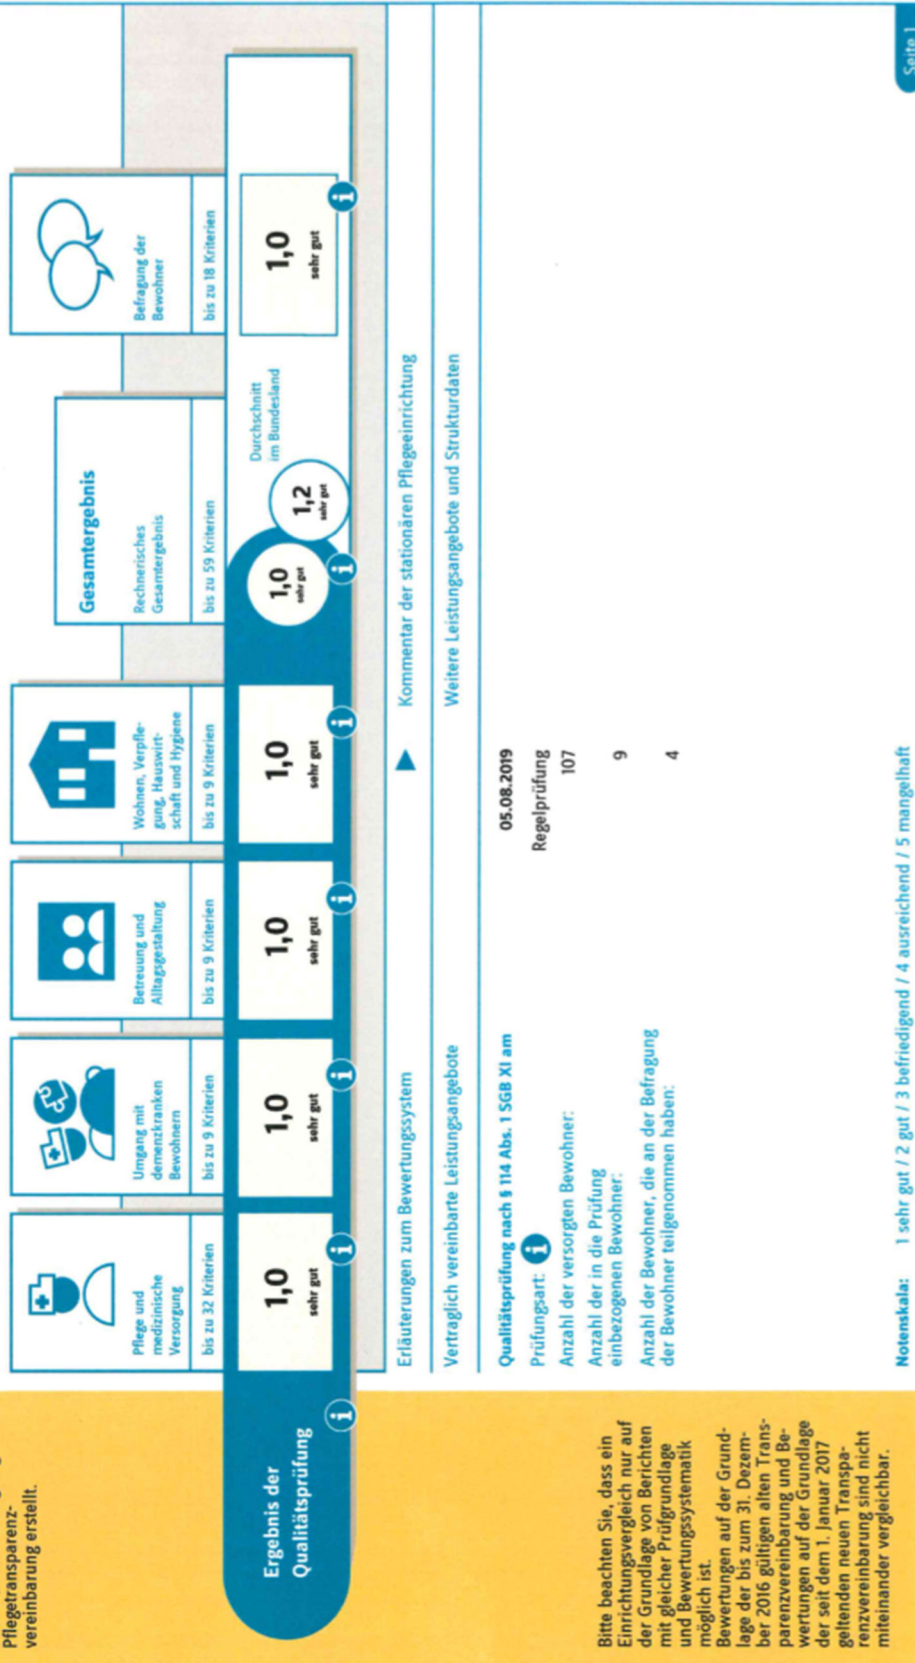 Pflegetransparenz-
vereinbarung erstellt.
Pflege und
medizinische
Versorgung
bis zu 32 Kriterien
Umgang mit
demenzkranken
Bewohnern
bis zu 9 Kriterien
Betreuung und
Alltagsgestaltung
bis zu 9 Kriterien
Wohnen, Verpfle-
gung, Hauswirt-
schaft und Hygiene
bis zu 9 Kriterien
Gesamtergebnis
Rechnerisches
Gesamtergebnis
bis zu 59 Kriterien
Befragung der
Bewohner
bis zu 18 Kriterien
Ergebnis der
Qualitätsprüfung
i
1,0
sehr gut
i
1,0
sehr gut
i
1,0
sehr gut
i
1,0
sehr gut
i
1,0
sehr gut
i
1,2
sehr gut
Durchschnitt
im Bundesland
1,0
sehr gut
i
Erläuterungen zum Bewertungssystem
Kommentar der stationären Pflegeeinrichtung
Vertraglich vereinbarte Leistungsangebote
Weitere Leistungsangebote und Strukturdaten
Qualitätsprüfung nach § 114 Abs. 1 SGB XI am 05.08.2019
Prüfungsart: i Regelprüfung
Anzahl der versorgten Bewohner: 107
Anzahl der in die Prüfung
einbezogenen Bewohner: 9
Anzahl der Bewohner, die an der Befragung
der Bewohner teilgenommen haben: 4
Bitte beachten Sie, dass ein
Einrichtungsvergleich nur auf
der Grundlage von Berichten
mit gleicher Prüfgrundlage
und Bewertungssystematik
möglich ist.
Bewertungen auf der Grund-
lage der bis zum 31. Dezem-
ber 2016 gültigen alten Trans-
parenzvereinbarung und Be-
wertungen auf der Grundlage
der seit dem 1. Januar 2017
geltenden neuen Transpa-
renzvereinbarung sind nicht
miteinander vergleichbar.
Notenskala: 1 sehr gut / 2 gut / 3 befriedigend / 4 ausreichend / 5 mangelhaft
Seite 1